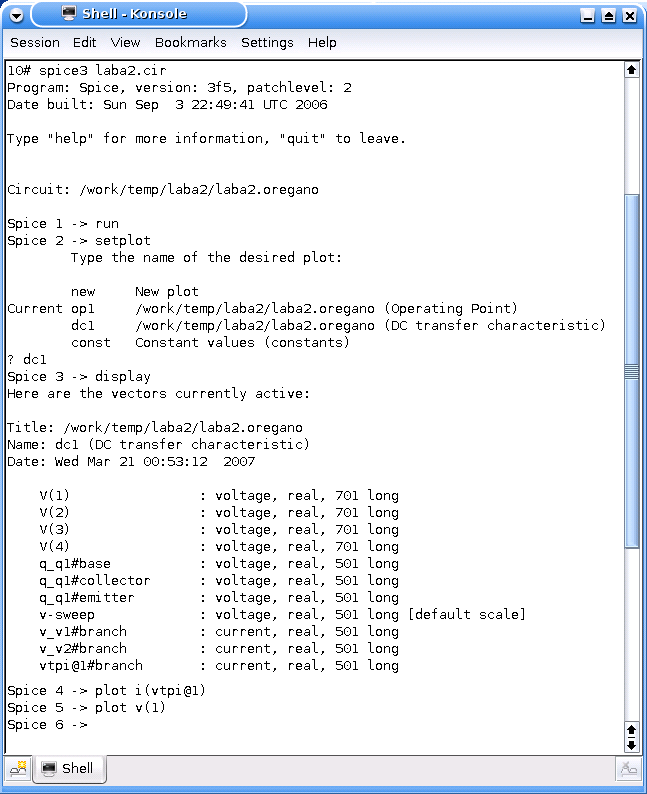 Shell - Konsole
Session Edit View Bookmarks Settings Help
10# spice3 laba2.cir
Program: Spice, version: 3f5, patchlevel: 2
Date built: Sun Sep  3 22:49:41 UTC 2006
Type "help" for more information, "quit" to leave.
Circuit: /work/temp/laba2/laba2.oregano
Spice 1 -> run
Spice 2 -> setplot
        Type the name of the desired plot:
        new     New plot
Current op1     /work/temp/laba2/laba2.oregano (Operating Point)
        dc1     /work/temp/laba2/laba2.oregano (DC transfer characteristic)
        const   Constant values (constants)
? dc1
Spice 3 -> display
Here are the vectors currently active:
Title: /work/temp/laba2/laba2.oregano
Name: dc1 (DC transfer characteristic)
Date: Wed Mar 21 00:53:12  2007
    V(1)                : voltage, real, 701 long
    V(2)                : voltage, real, 701 long
    V(3)                : voltage, real, 701 long
    V(4)                : voltage, real, 701 long
    q_q1#base           : voltage, real, 501 long
    q_q1#collector      : voltage, real, 501 long
    q_q1#emitter        : voltage, real, 501 long
    v-sweep             : voltage, real, 501 long [default scale]
    v_v1#branch         : current, real, 501 long
    v_v2#branch         : current, real, 501 long
    vtpi@1#branch       : current, real, 501 long
Spice 4 -> plot i(vtpi@1)
Spice 5 -> plot v(1)
Spice 6 ->
Shell